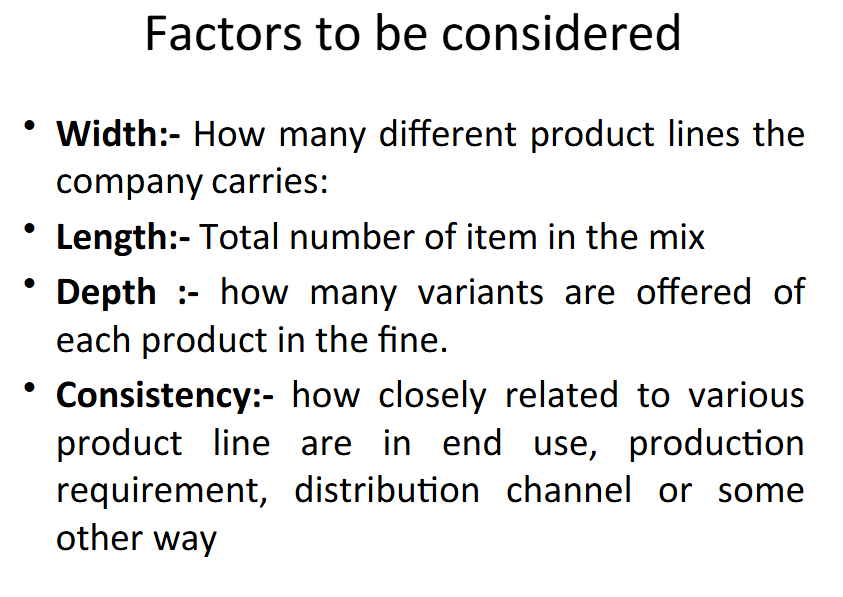 Factors to be considered
• Width:- How many different product lines the
company carries:
• Length:- Total number of item in the mix
• Depth :- how many variants are offered of
each product in the fine.
• Consistency:- how closely related to various
product line are in end use, production
requirement, distribution channel or some
other way